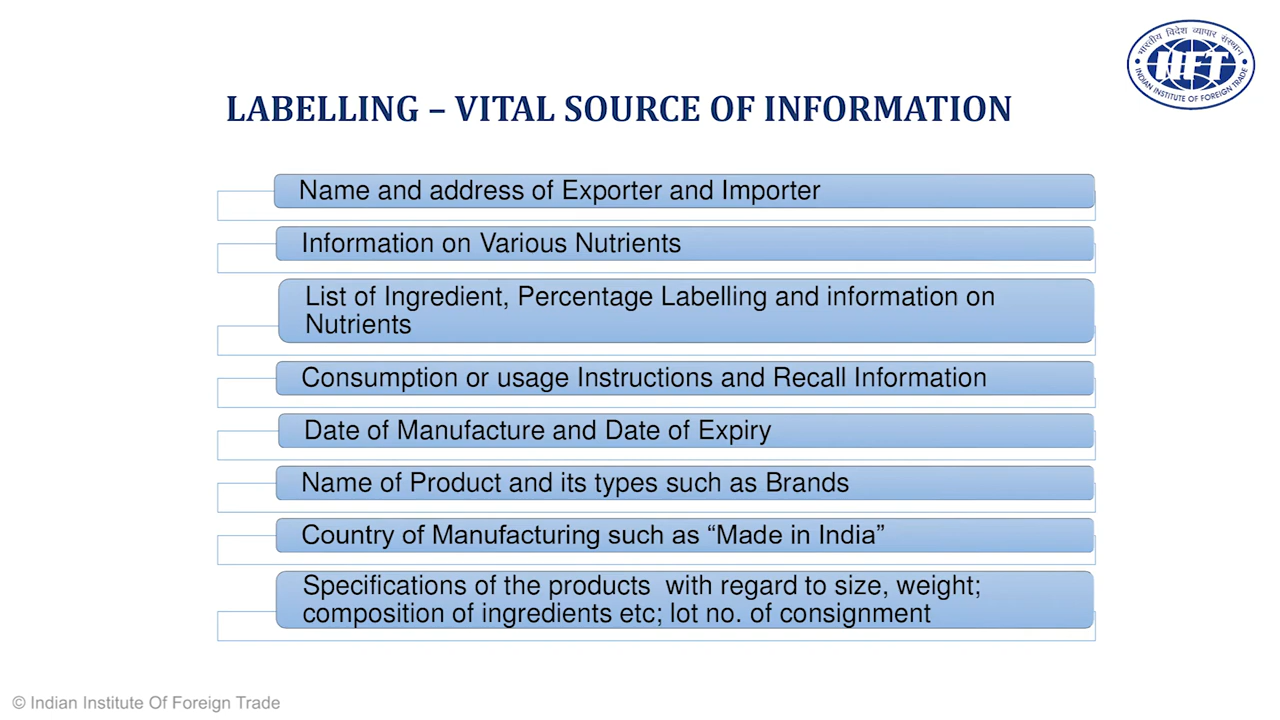 भारतीय विदेश व्यापार संस्थान
IIFT
INDIAN INSTITUTE OF FOREIGN TRADE
LABELLING – VITAL SOURCE OF INFORMATION
Name and address of Exporter and Importer
Information on Various Nutrients
List of Ingredient, Percentage Labelling and information on
Nutrients
Consumption or usage Instructions and Recall Information
Date of Manufacture and Date of Expiry
Name of Product and its types such as Brands
Country of Manufacturing such as “Made in India”
Specifications of the products with regard to size, weight;
composition of ingredients etc; lot no. of consignment
© Indian Institute Of Foreign Trade